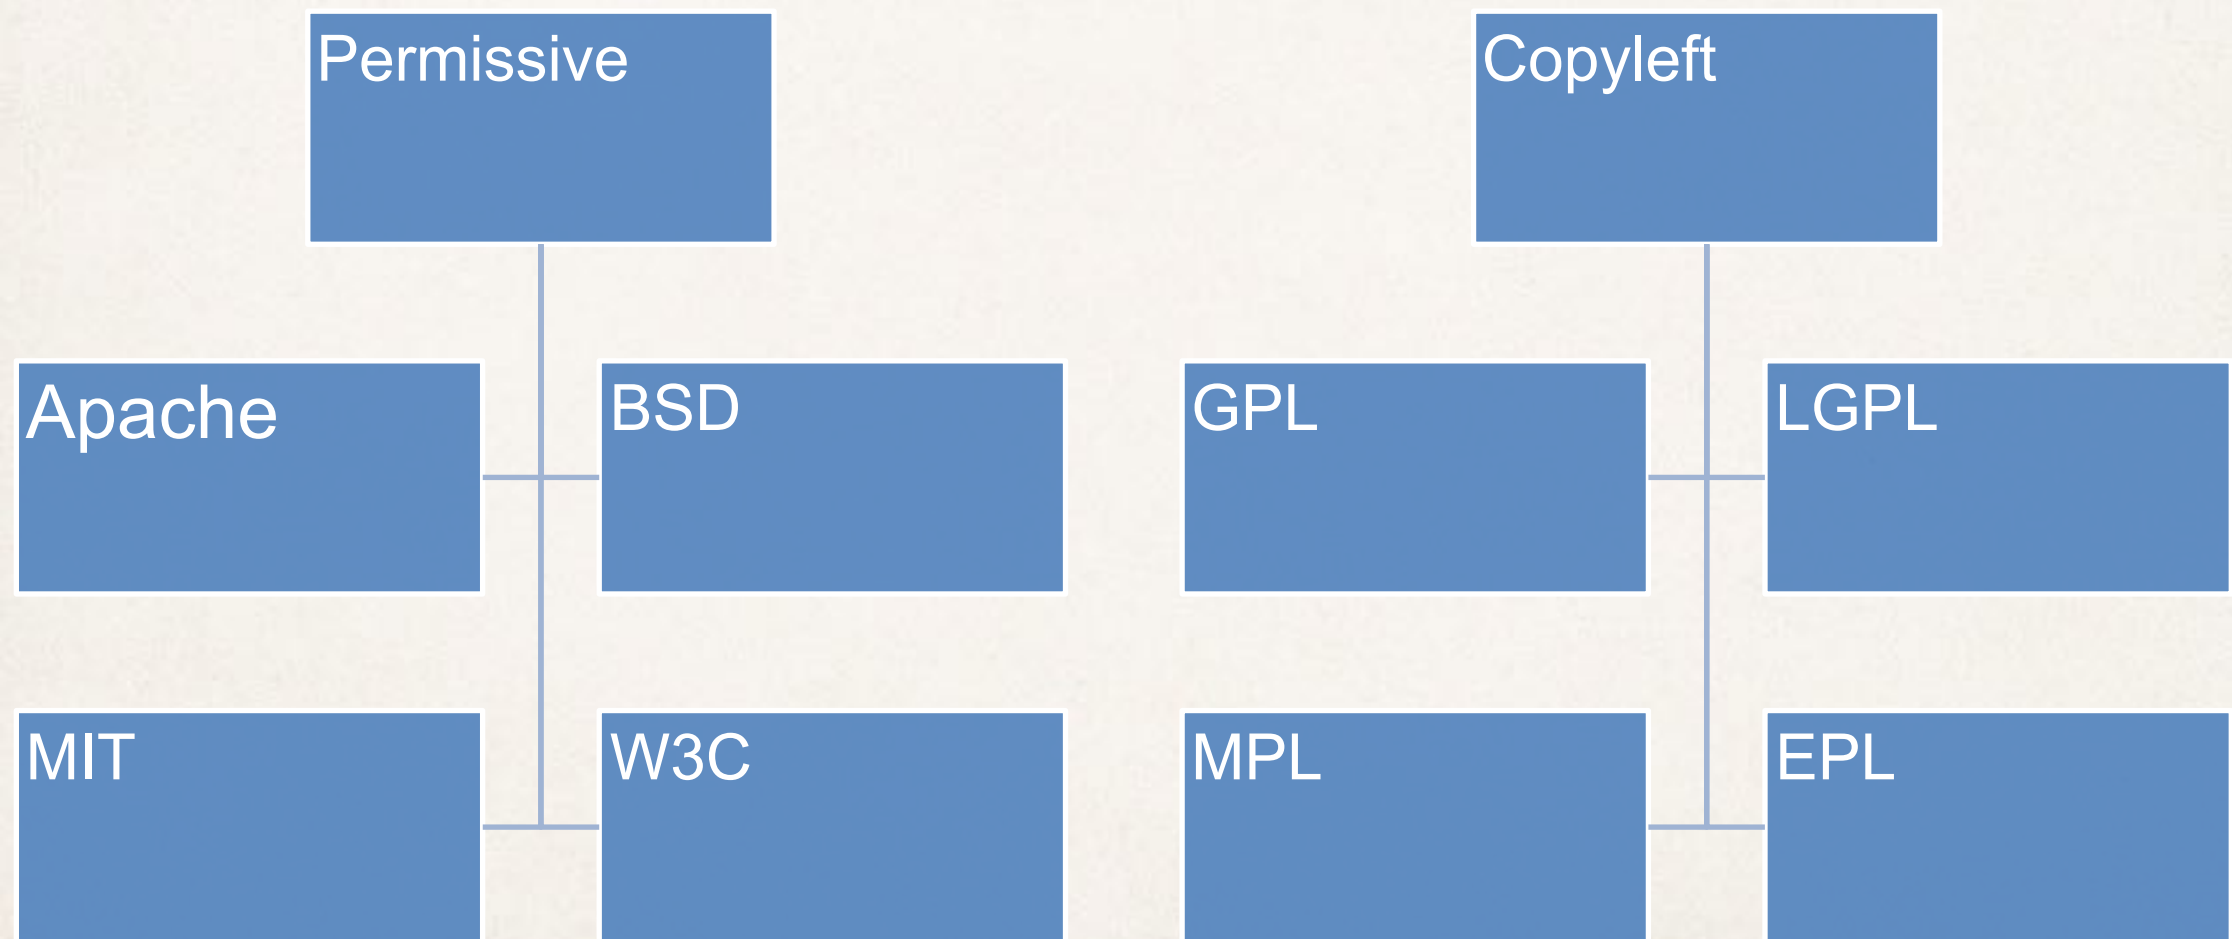 Permissive
Copyleft
Apache
BSD
GPL
LGPL
MIT
W3C
MPL
EPL